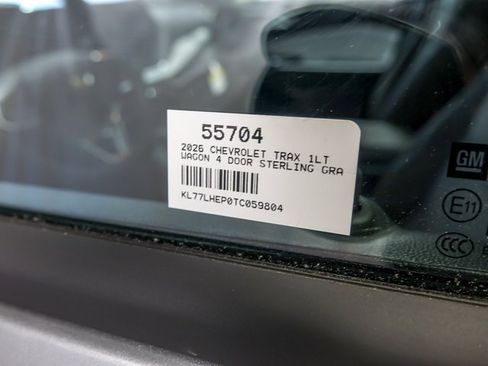 55704
2026 CHEVROLET TRAX 1LT
WAGON 4 DOOR STERLING GRA
KL77LHEP0TC059804
GM
E11
CCC